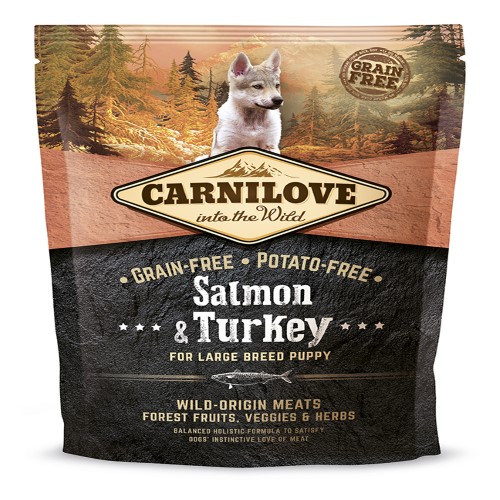 GRAIN
FREE
CARNILOVE
into the Wild
• GRAIN-FREE • POTATO-FREE •
Salmon
& Turkey
FOR LARGE BREED PUPPY
WILD-ORIGIN MEATS
FOREST FRUITS, VEGGIES & HERBS
BALANCED HOLISTIC-FORMULA TO SATISFY
DOGS' INSTINCTIVE LOVE OF MEAT